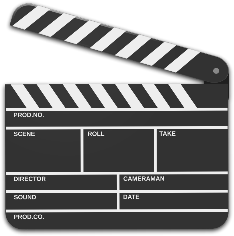 PROD.NO.
SCENE ROLL TAKE
DIRECTOR CAMERAMAN
SOUND DATE
PROD.CO.